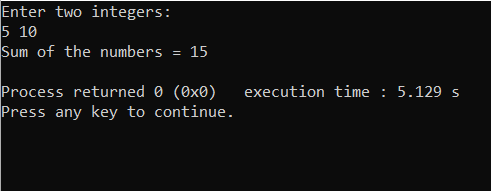 Enter two integers:
5 10
Sum of the numbers = 15
Process returned 0 (0x0)   execution time : 5.129 s
Press any key to continue.